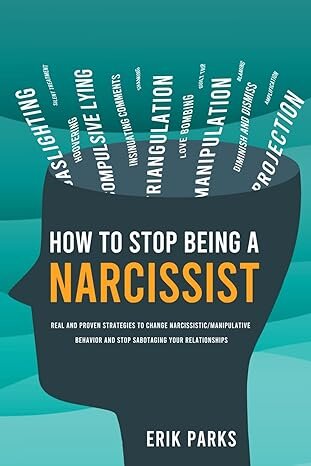 GASLIGHTING
SILENT TREATMENT
HOOVERING
COMPULSIVE LYING
INSINUATING COMMENTS
SHAMING
TRIANGULATION
LOVE BOMBING
GUILT TRIP
MANIPULATION
BLAMING
DIMINISH AND DISMISS
AMPLIFICATION
PROJECTION
HOW TO STOP BEING A
NARCISSIST
REAL AND PROVEN STRATEGIES TO CHANGE NARCISSISTIC/MANIPULATIVE
BEHAVIOR AND STOP SABOTAGING YOUR RELATIONSHIPS
ERIK PARKS